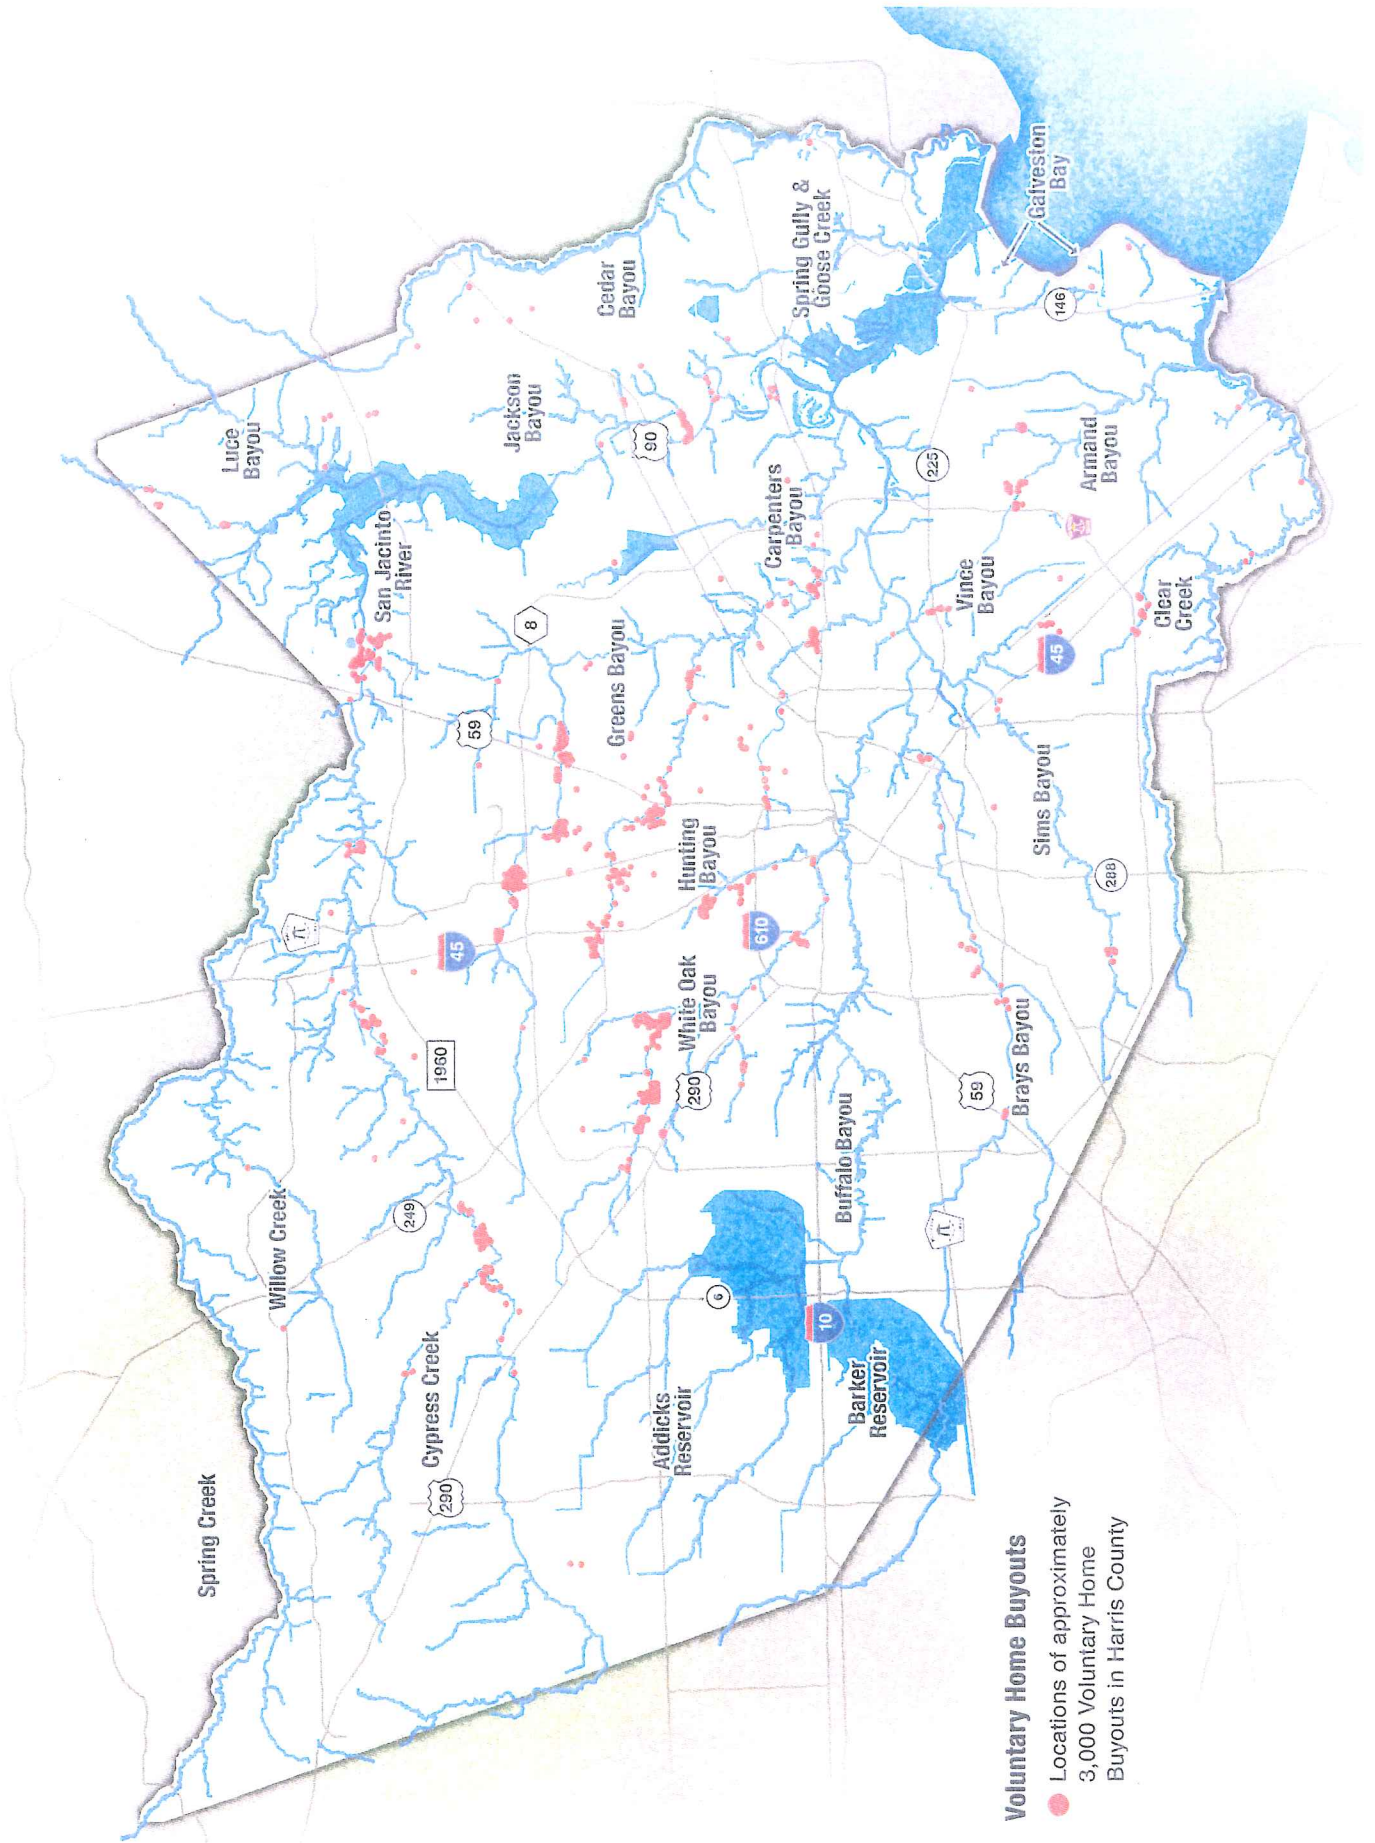 Spring Creek
Willow Creek
Cypress Creek
290
249
1960
45
59
8
San Jacinto
River
Luce
Bayou
Jackson
Bayou
Cedar
Bayou
90
Greens Bayou
Hunting
Bayou
White Oak
Bayou
290
610
Addicks
Reservoir
6
10
Barker
Reservoir
Buffalo Bayou
Carpenters
Bayou
Spring Gully &
Goose Creek
Galveston
Bay
146
225
Vince
Bayou
Armand
Bayou
45
Clear
Creek
Sims Bayou
288
Brays Bayou
59
Voluntary Home Buyouts
Locations of approximately
3,000 Voluntary Home
Buyouts in Harris County